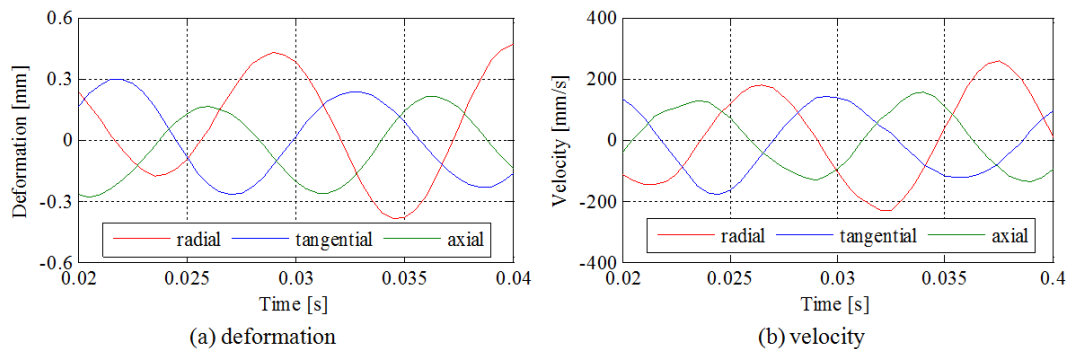 0.6
0.3
0
-0.3
-0.6
Deformation [mm]
radial tangential axial
0.02 0.025 0.03 0.035 0.04
Time [s]
(a) deformation
400
200
0
-200
-400
Velocity [mm/s]
radial tangential axial
0.02 0.025 0.03 0.035 0.4
Time [s]
(b) velocity